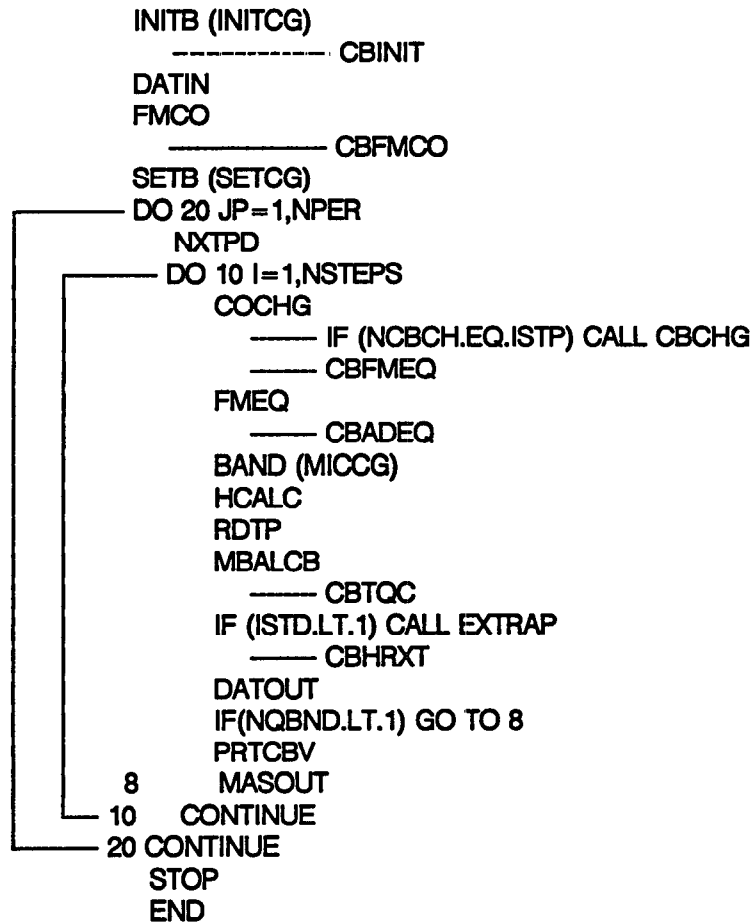 INITB (INITCG)
CBINIT
DATIN
FMCO
CBFMCO
SETB (SETCG)
DO 20 JP=1,NPER
NXTPD
DO 10 I=1,NSTEPS
COCHG
IF (NCBCH.EQ.ISTP) CALL CBCHG
CBFMEQ
FMEQ
CBADEQ
BAND (MICCG)
HCALC
RDTP
MBALCB
CBTQC
IF (ISTD.LT.1) CALL EXTRAP
CBHRXT
DATOUT
IF(NQBND.LT.1) GO TO 8
PRTCBV
8 MASOUT
10 CONTINUE
20 CONTINUE
STOP
END